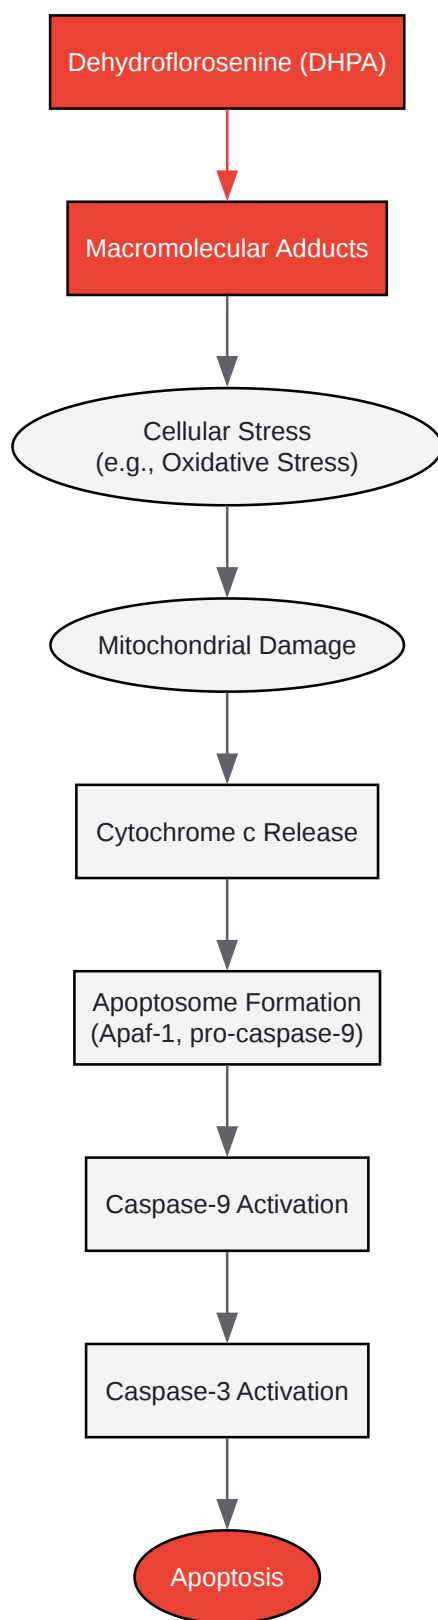 Dehydroflorosenine (DHPA)
Macromolecular Adducts
Cellular Stress
(e.g., Oxidative Stress)
Mitochondrial Damage
Cytochrome c Release
Apoptosome Formation
(Apaf-1, pro-caspase-9)
Caspase-9 Activation
Caspase-3 Activation
Apoptosis